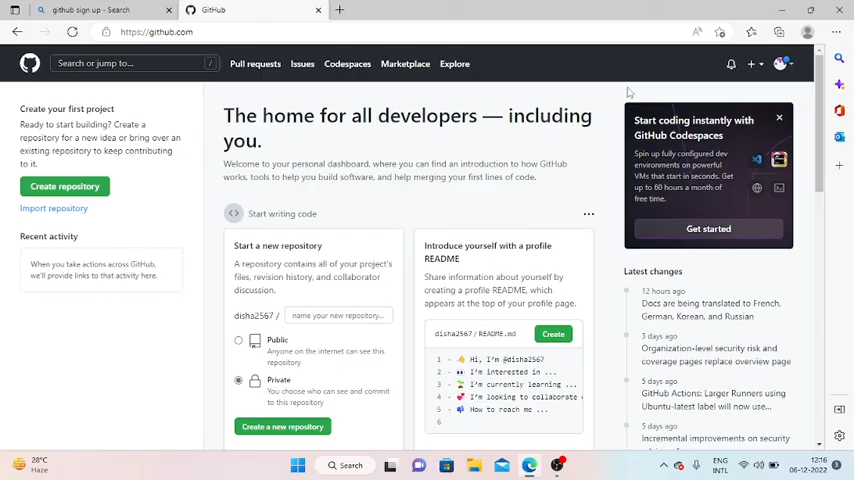 github sign up - Search
GitHub
https://github.com
Search or jump to...
/
Pull requests
Issues
Codespaces
Marketplace
Explore
Create your first project
Ready to start building? Create a
repository for a new idea or bring over an
existing repository to keep contributing
to it.
Create repository
Import repository
Recent activity
When you take actions across GitHub,
we'll provide links to that activity here.
The home for all developers — including
you.
Welcome to your personal dashboard, where you can find an introduction to how GitHub
works, tools to help you build software, and help merging your first lines of code.
Start writing code
Start a new repository
A repository contains all of your project's
files, revision history, and collaborator
discussion.
disha2567 /
name your new repository...
Public
Anyone on the internet can see this
repository
Private
You choose who can see and commit
to this repository
Create a new repository
Introduce yourself with a profile
README
Share information about yourself by
creating a profile README, which
appears at the top of your profile page.
disha2567 / README.md
Create
1 - 👋 Hi, I'm @disha2567
2 - 👀 I'm interested in ...
3 - 🌱 I'm currently learning ...
4 - 💞️ I'm looking to collaborate
5 - 📫 How to reach me ...
6
Start coding instantly with
GitHub Codespaces
Spin up fully configured dev
environments on powerful
VMs that start in seconds. Get
up to 60 hours a month of
free time.
Get started
Latest changes
12 hours ago
Docs are being translated to French,
German, Korean, and Russian
3 days ago
Organization-level security risk and
coverage pages replace overview page
5 days ago
GitHub Actions: Larger Runners using
Ubuntu-latest label will now use...
5 days ago
Incremental improvements on security
28°C
Haze
Search
ENG
INTL
12:16
06-12-2022